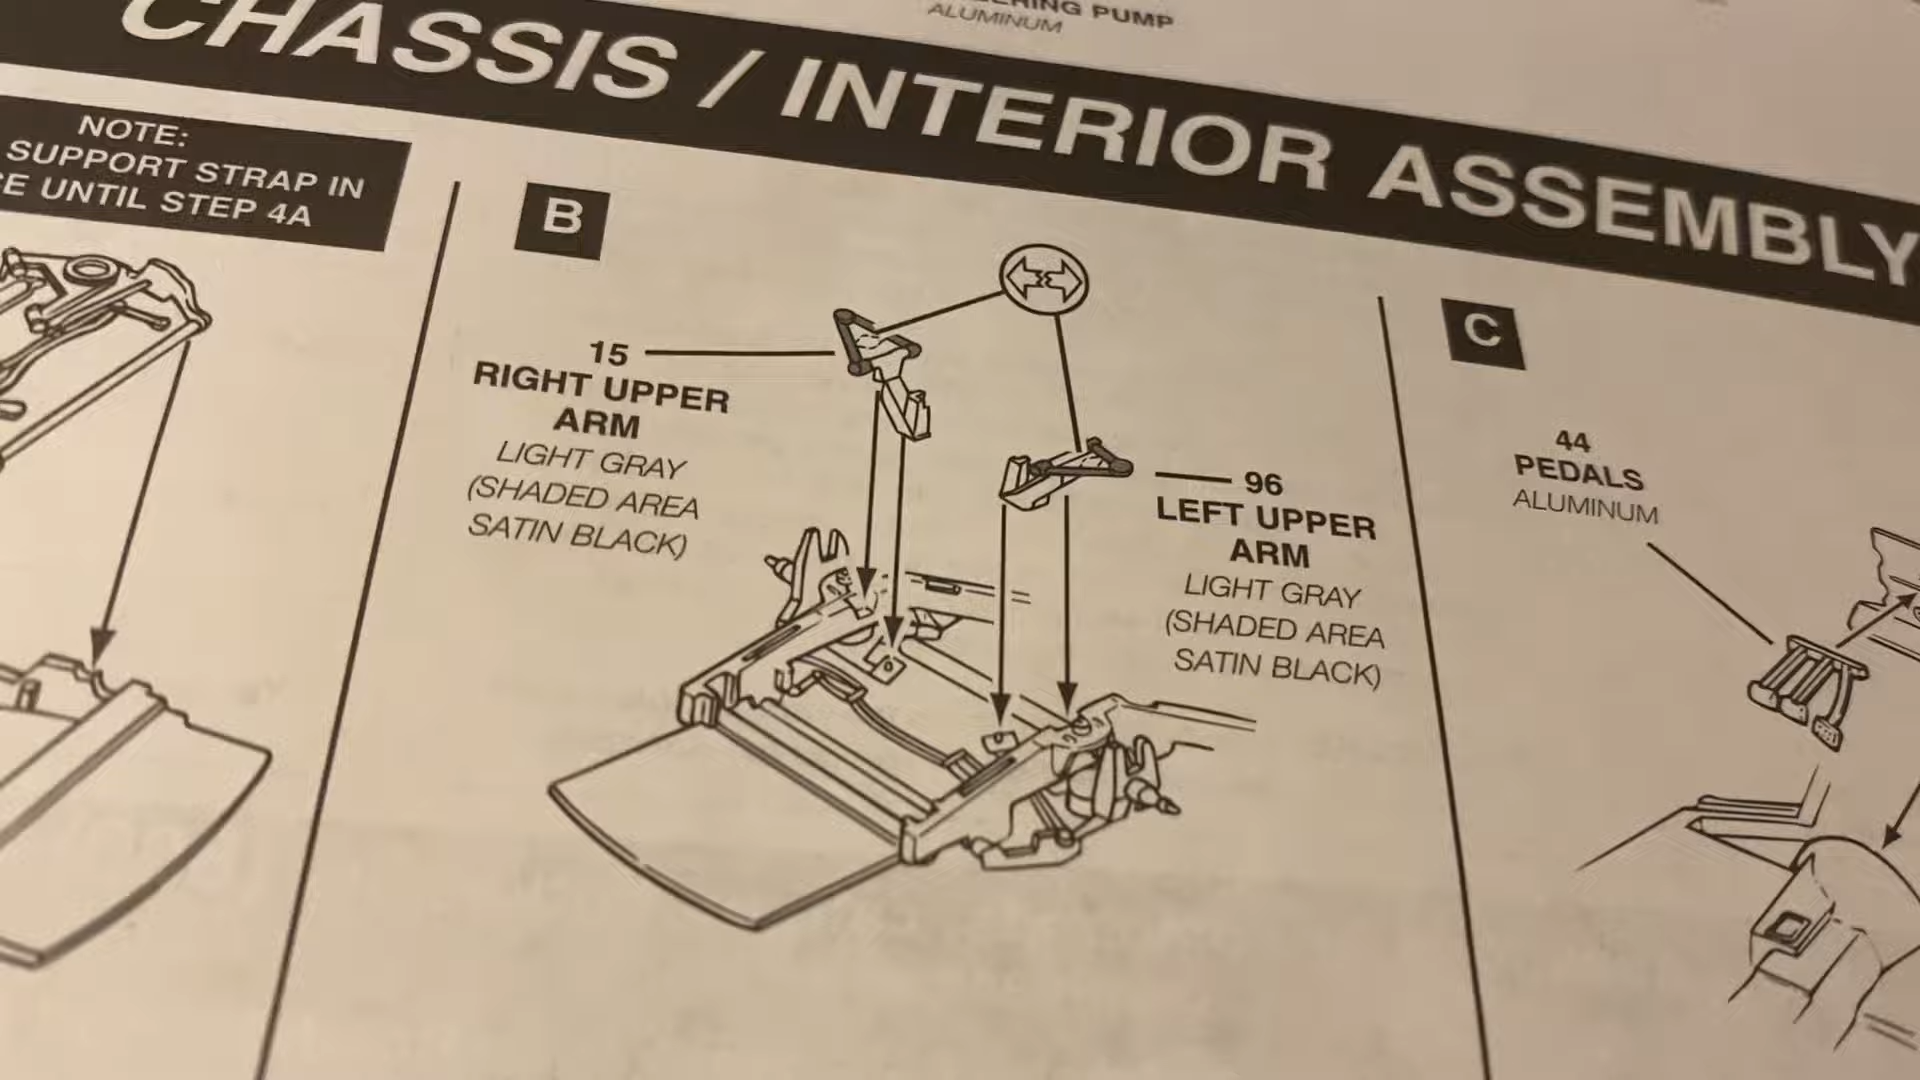 PUMP
ALUMINUM
CHASSIS / INTERIOR ASSEMBLY
NOTE:
SUPPORT STRAP IN
UNTIL STEP 4A
B
15
RIGHT UPPER
ARM
LIGHT GRAY
(SHADED AREA
SATIN BLACK)
96
LEFT UPPER
ARM
LIGHT GRAY
(SHADED AREA
SATIN BLACK)
C
44
PEDALS
ALUMINUM